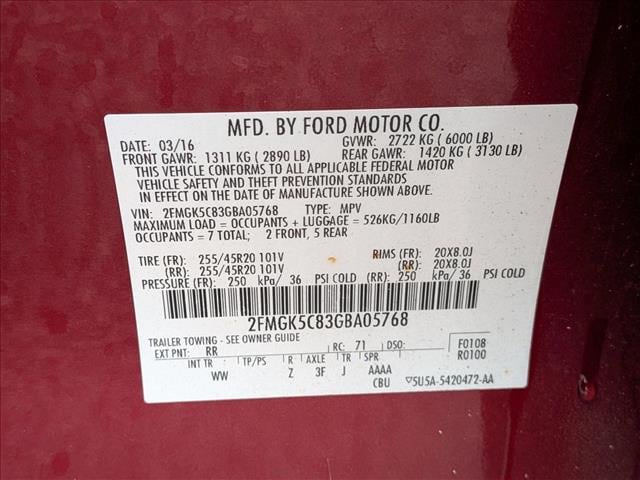 MFD. BY FORD MOTOR CO.
DATE: 03/16 GVWR: 2722 KG (6000 LB)
FRONT GAWR: 1311 KG (2890 LB) REAR GAWR: 1420 KG (3130 LB)
THIS VEHICLE CONFORMS TO ALL APPLICABLE FEDERAL MOTOR
VEHICLE SAFETY AND THEFT PREVENTION STANDARDS
IN EFFECT ON THE DATE OF MANUFACTURE SHOWN ABOVE.
VIN: 2FMGK5C83GBA05768 TYPE: MPV
MAXIMUM LOAD = OCCUPANTS + LUGGAGE = 526KG/1160LB
OCCUPANTS = 7 TOTAL; 2 FRONT, 5 REAR
TIRE (FR): 255/45R20 101V RIMS (FR): 20X8.0J
(RR): 255/45R20 101V (RR): 20X8.0J
PRESSURE (FR): 250 kPa/ 36 PSI COLD (RR): 250 kPa/ 36 PSI COLD
2FMGK5C83GBA05768
TRAILER TOWING - SEE OWNER GUIDE
EXT PNT: RR RC: 71 DSO: F0108
R0100
INT TR TP/PS R AXLE TR SPR
WW Z 3F J AAAA
CBU 5U5A-5420472-AA